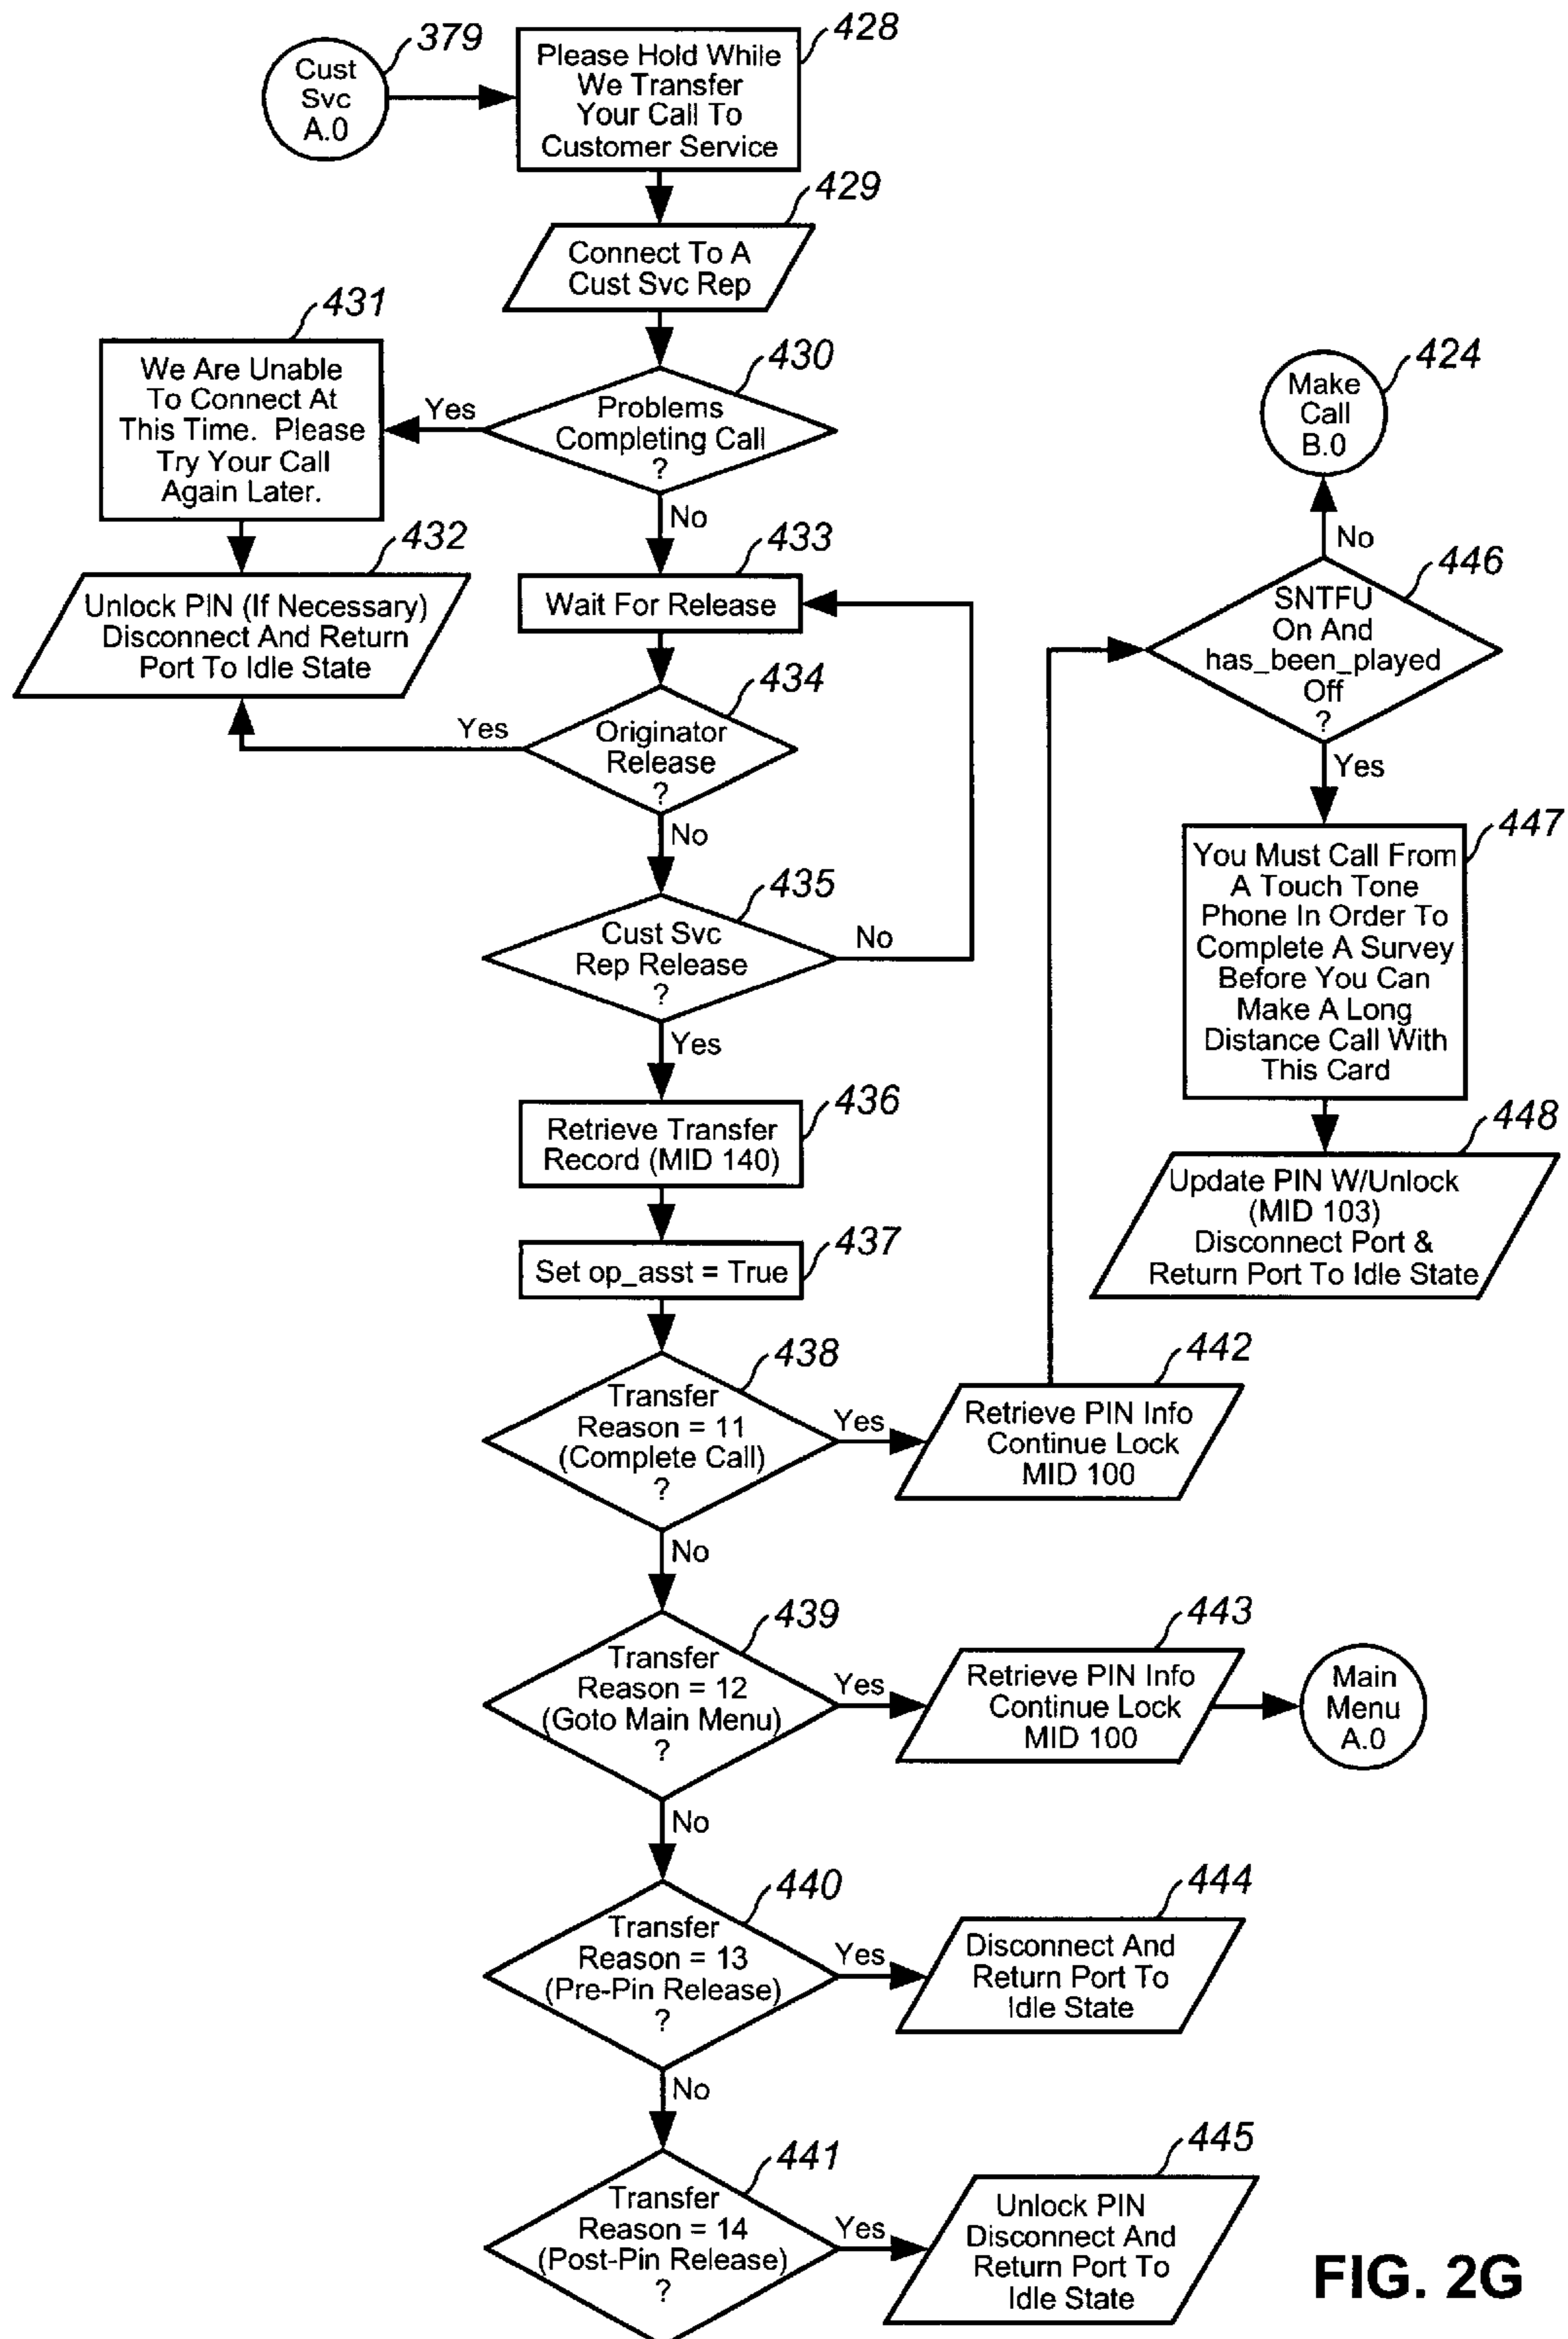 379
Cust
Svc
A.0
428
Please Hold While
We Transfer
Your Call To
Customer Service
429
Connect To A
Cust Svc Rep
430
Problems
Completing Call
?
Yes
No
431
We Are Unable
To Connect At
This Time. Please
Try Your Call
Again Later.
432
Unlock PIN (If Necessary)
Disconnect And Return
Port To Idle State
433
Wait For Release
434
Originator
Release
?
Yes
No
435
Cust Svc
Rep Release
?
No
Yes
436
Retrieve Transfer
Record (MID 140)
437
Set op_asst = True
438
Transfer
Reason = 11
(Complete Call)
?
Yes
No
442
Retrieve PIN Info
Continue Lock
MID 100
424
Make
Call
B.0
No
446
SNTFU
On And
has_been_played
Off
?
Yes
447
You Must Call From
A Touch Tone
Phone In Order To
Complete A Survey
Before You Can
Make A Long
Distance Call With
This Card
448
Update PIN W/Unlock
(MID 103)
Disconnect Port &
Return Port To Idle State
439
Transfer
Reason = 12
(Goto Main Menu)
?
Yes
No
443
Retrieve PIN Info
Continue Lock
MID 100
Main
Menu
A.0
440
Transfer
Reason = 13
(Pre-Pin Release)
?
Yes
No
444
Disconnect And
Return Port To
Idle State
441
Transfer
Reason = 14
(Post-Pin Release)
?
Yes
445
Unlock PIN
Disconnect And
Return Port To
Idle State
FIG. 2G